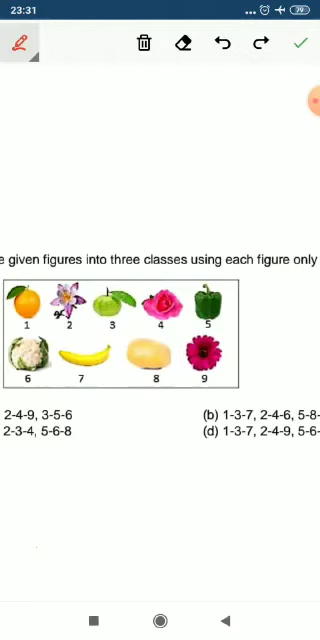 23:31
79
e given figures into three classes using each figure only
1 2 3 4 5
6 7 8 9
2-4-9, 3-5-6 (b) 1-3-7, 2-4-6, 5-8-
2-3-4, 5-6-8 (d) 1-3-7, 2-4-9, 5-6-